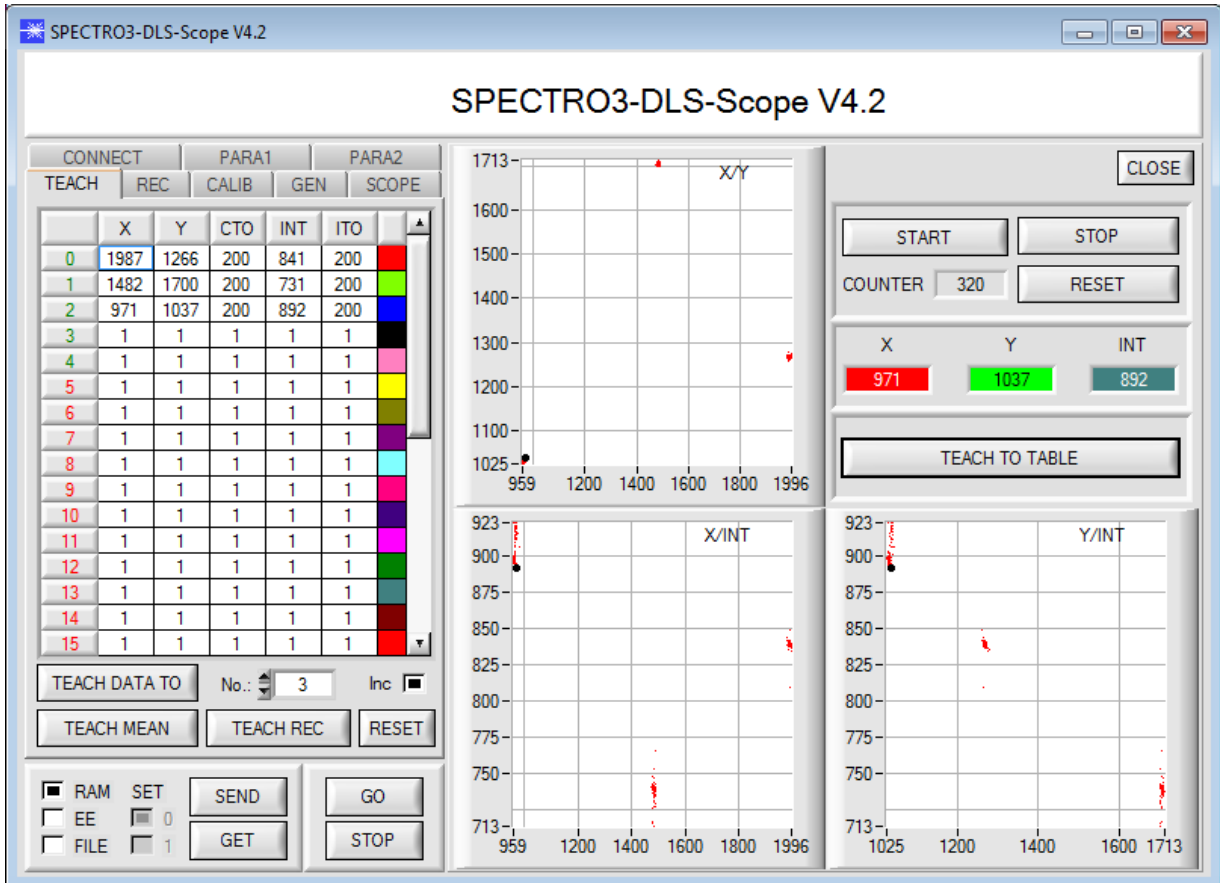 SPECTRO3-DLS-Scope V4.2
SPECTRO3-DLS-Scope V4.2
CONNECT PARA1 PARA2
TEACH REC CALIB GEN SCOPE
X Y CTO INT ITO
0 1987 1266 200 841 200
1 1482 1700 200 731 200
2 971 1037 200 892 200
3 1 1 1 1 1
4 1 1 1 1 1
5 1 1 1 1 1
6 1 1 1 1 1
7 1 1 1 1 1
8 1 1 1 1 1
9 1 1 1 1 1
10 1 1 1 1 1
11 1 1 1 1 1
12 1 1 1 1 1
13 1 1 1 1 1
14 1 1 1 1 1
15 1 1 1 1 1
TEACH DATA TO No.: 3 Inc
TEACH MEAN TEACH REC RESET
RAM SET SEND GO
EE 0
FILE 1 GET STOP
X/Y
1713
1600
1500
1400
1300
1200
1100
1025
959 1200 1400 1600 1800 1996
CLOSE
START STOP
COUNTER 320 RESET
X Y INT
971 1037 892
TEACH TO TABLE
X/INT
923
900
875
850
825
800
775
750
713
959 1200 1400 1600 1800 1996
Y/INT
923
900
875
850
825
800
775
750
713
1025 1200 1400 1600 1713